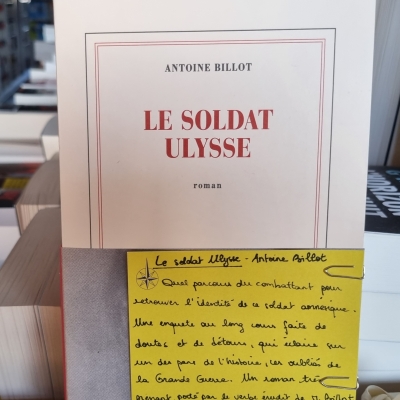 ANTOINE BILLOT
LE SOLDAT
ULYSSE
roman
Le soldat Ulysse - Antoine Billot
Quel parcours du combattant pour
retrouver l'identité de ce soldat amnésique.
Une enquête au long cours faite de
doutes et de détours, qui éclaire sur
un des pans de l'histoire, les oubliés de
la Grande Guerre. Un roman très
prenant porté par le verbe érudit de M. Billot